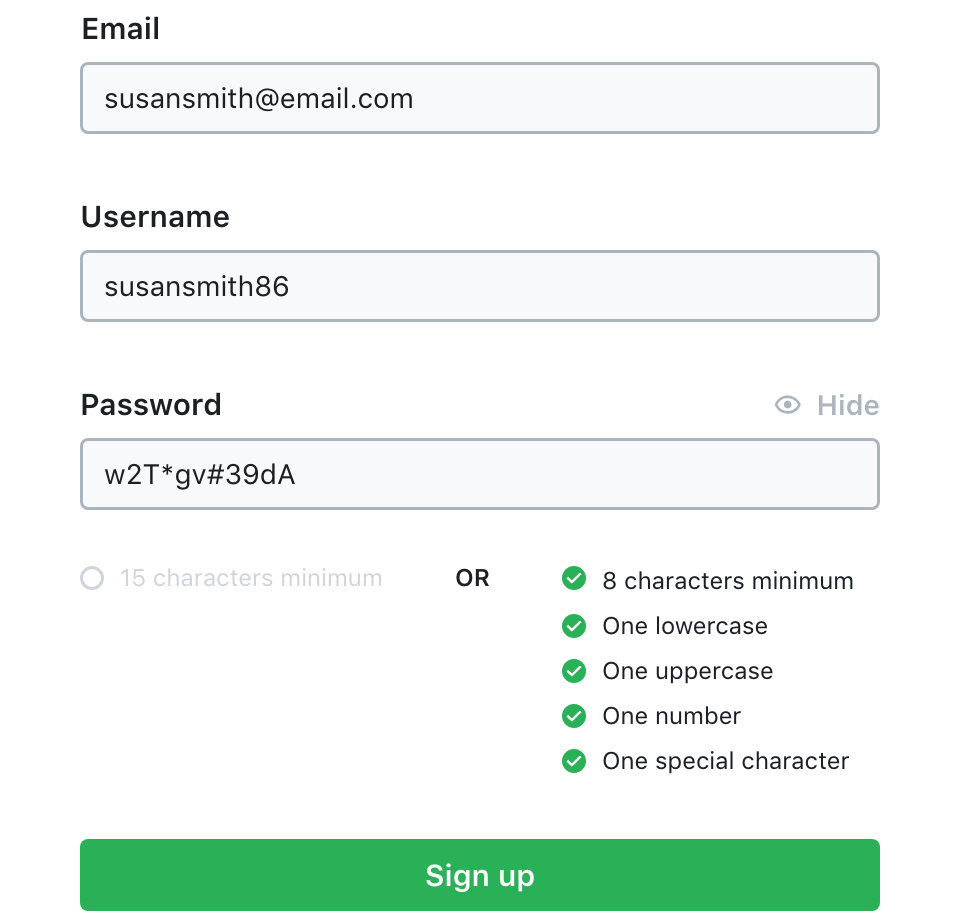 Email
susansmith@email.com
Username
susansmith86
Password
Hide
w2T*gv#39dA
15 characters minimum
OR
8 characters minimum
One lowercase
One uppercase
One number
One special character
Sign up